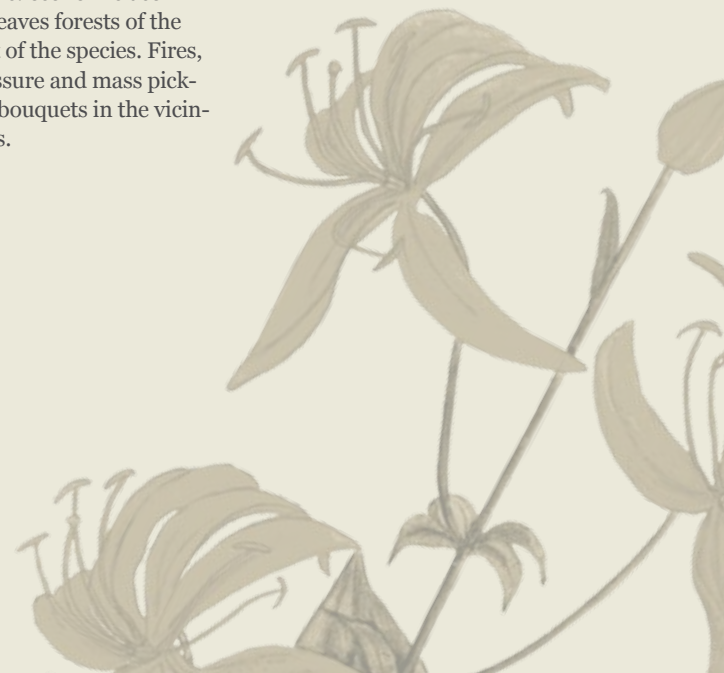 eaves forests of the
of the species. Fires,
ssure and mass pick-
bouquets in the vicin-
s.